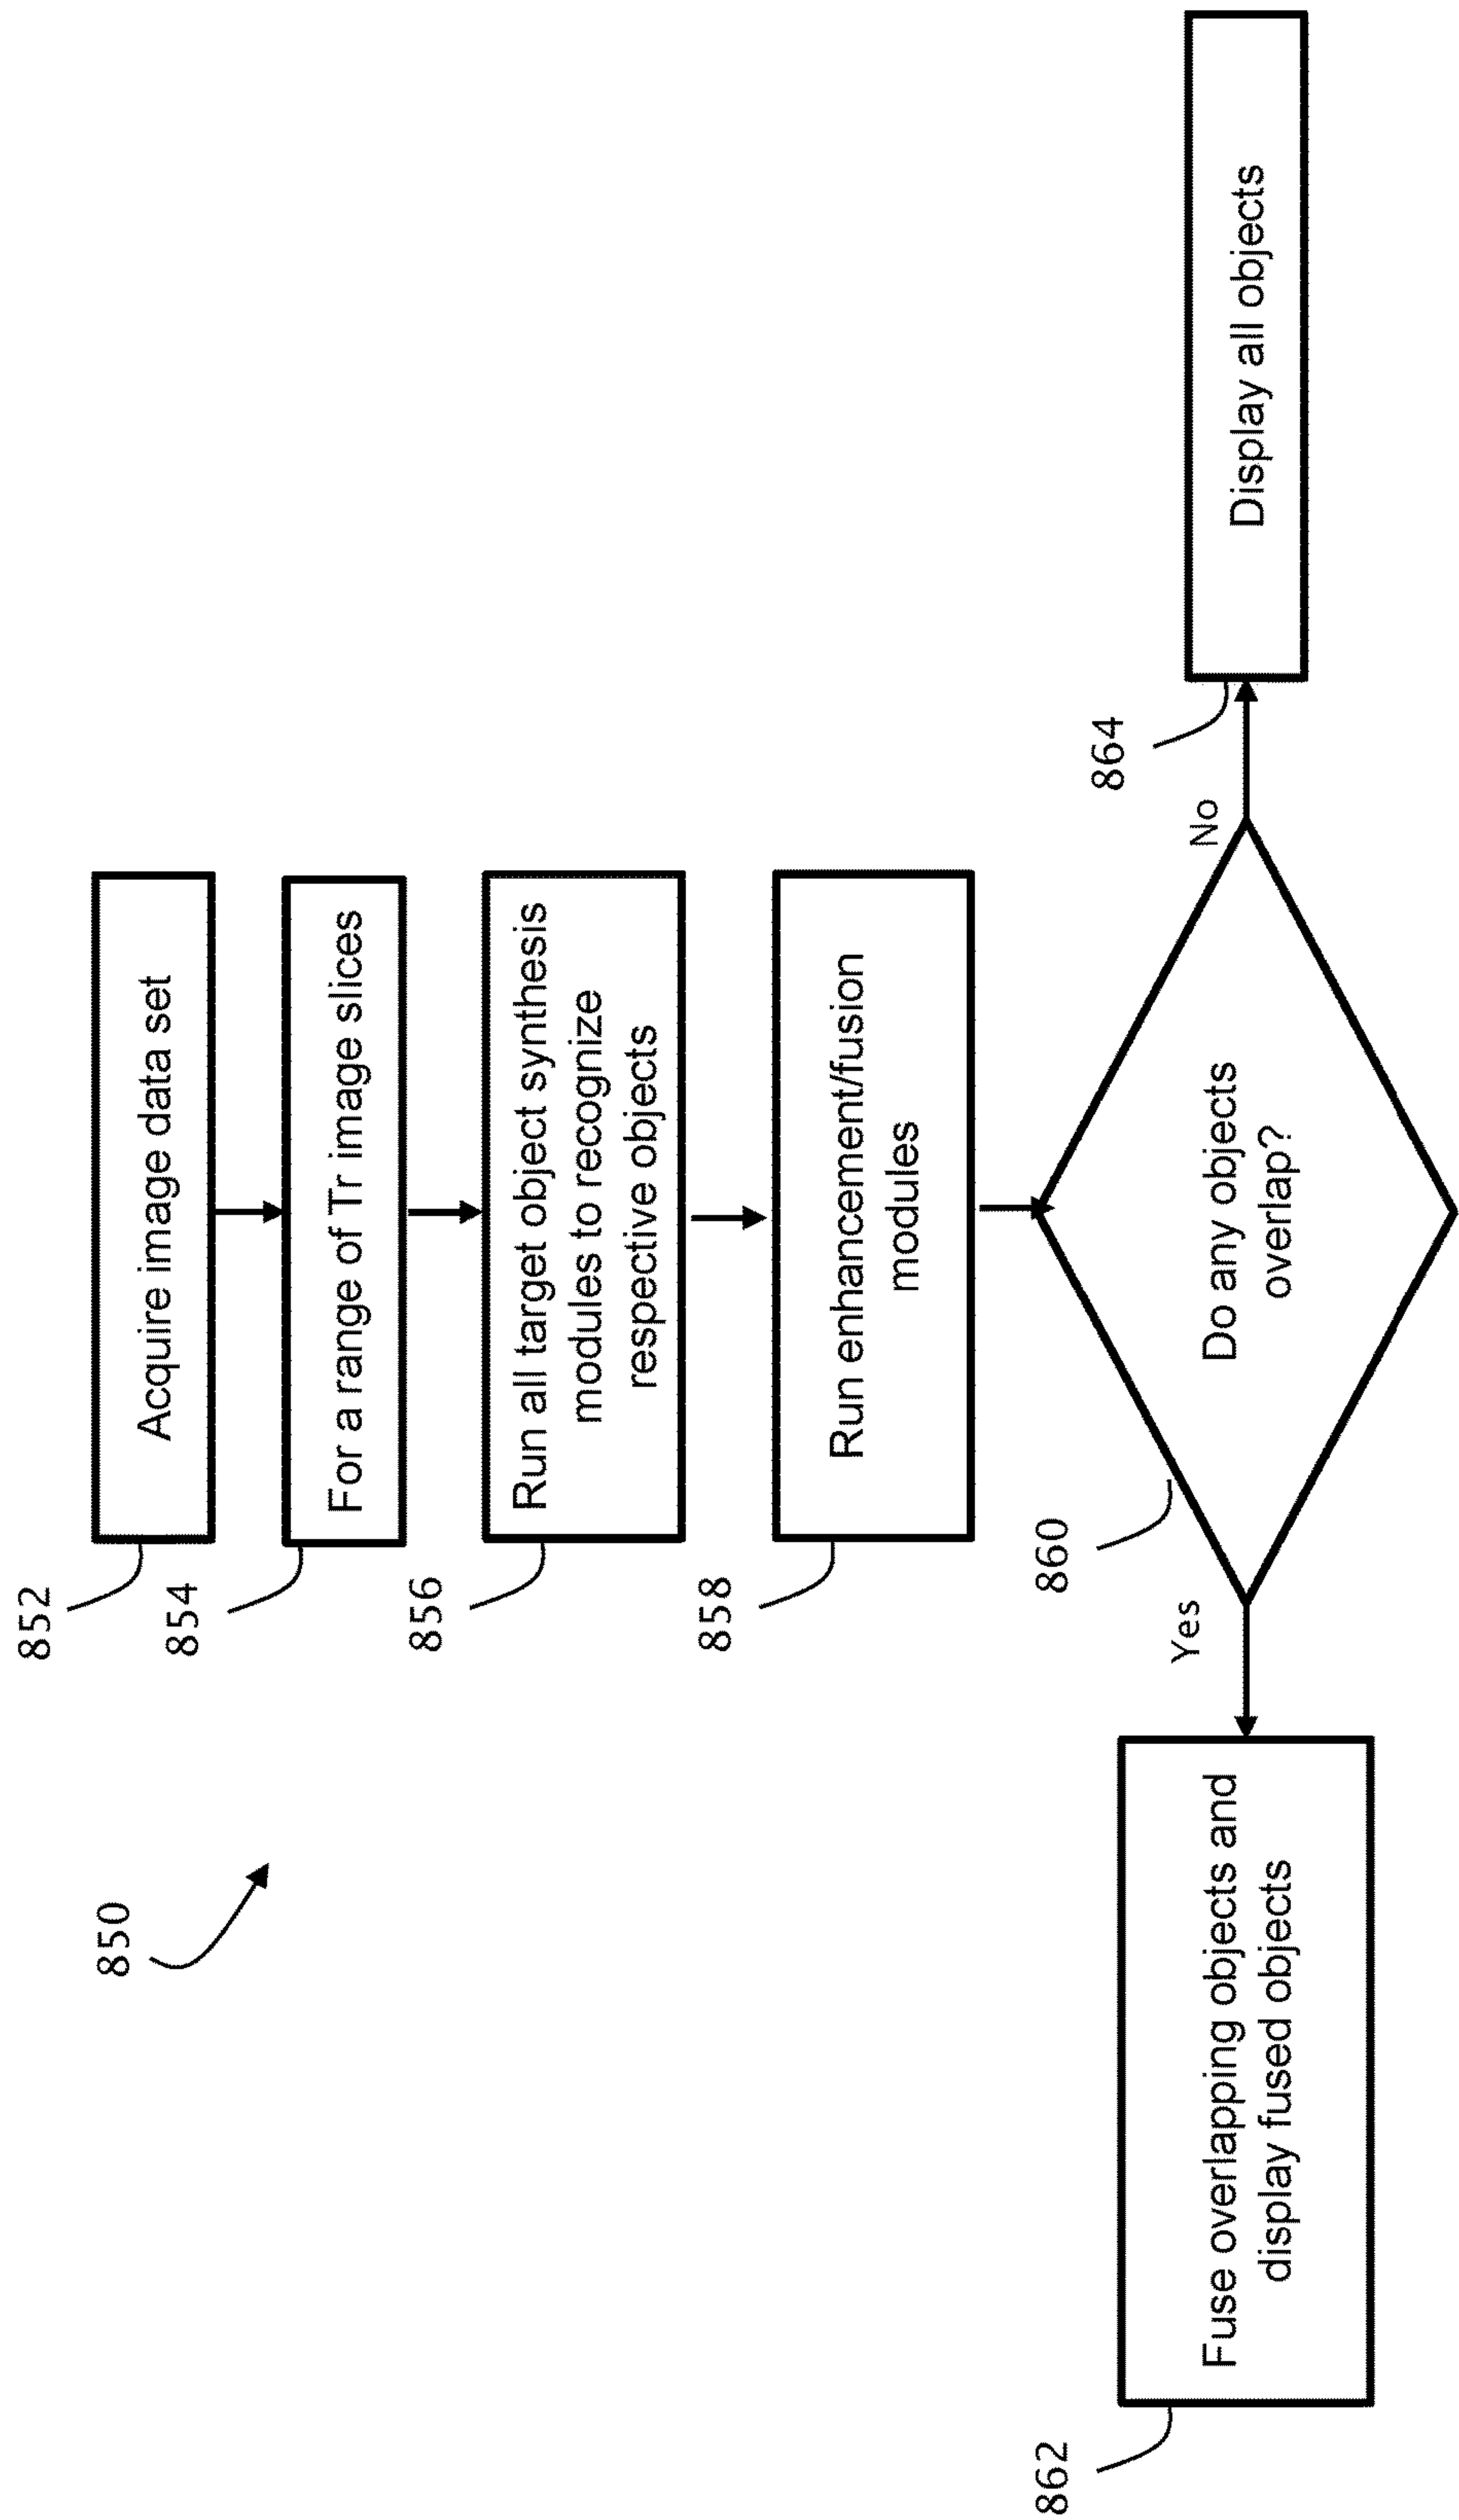 850
852
Acquire image data set
854
For a range of Tr image slices
856
Run all target object synthesis
modules to recognize
respective objects
858
Run enhancement/fusion
modules
860
Do any objects
overlap?
Yes
No
862
Fuse overlapping objects and
display fused objects
864
Display all objects